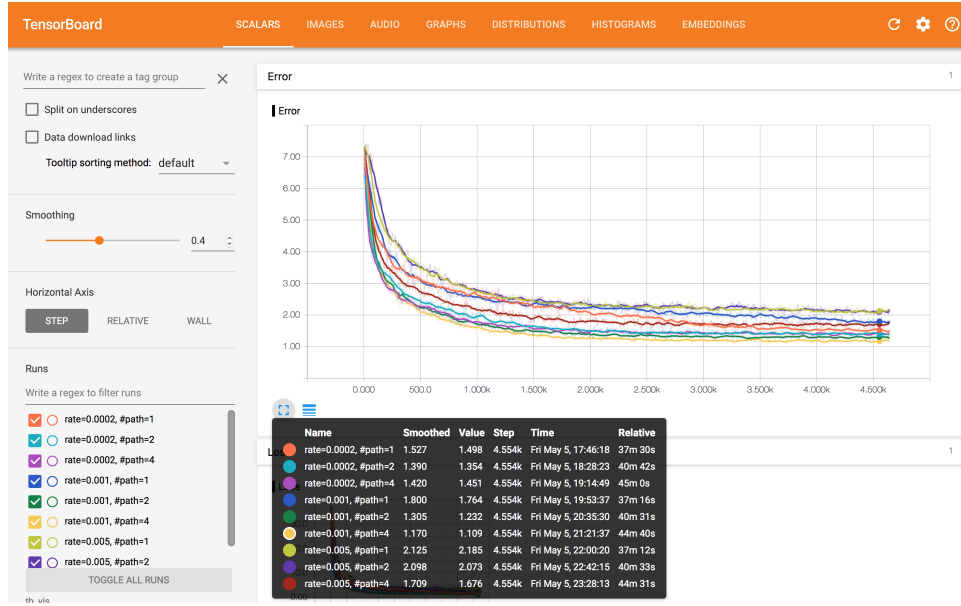 TensorBoard SCALARS IMAGES AUDIO GRAPHS DISTRIBUTIONS HISTOGRAMS EMBEDDINGS
Write a regex to create a tag group
Split on underscores
Data download links
Tooltip sorting method: default
Smoothing
0.4
Horizontal Axis
STEP RELATIVE WALL
Runs
Write a regex to filter runs
rate=0.0002, #path=1
rate=0.0002, #path=2
rate=0.0002, #path=4
rate=0.001, #path=1
rate=0.001, #path=2
rate=0.001, #path=4
rate=0.005, #path=1
rate=0.005, #path=2
TOGGLE ALL RUNS
Error 1
Error
7.00
6.00
5.00
4.00
3.00
2.00
1.00
0.000 500.0 1.000k 1.500k 2.000k 2.500k 3.000k 3.500k 4.000k 4.500k
1
Name Smoothed Value Step Time Relative
rate=0.0002, #path=1 1.527 1.498 4.554k Fri May 5, 17:46:18 37m 30s
rate=0.0002, #path=2 1.390 1.354 4.554k Fri May 5, 18:28:23 40m 42s
rate=0.0002, #path=4 1.420 1.451 4.554k Fri May 5, 19:14:49 45m 0s
rate=0.001, #path=1 1.800 1.764 4.554k Fri May 5, 19:53:37 37m 16s
rate=0.001, #path=2 1.305 1.232 4.554k Fri May 5, 20:35:30 40m 31s
rate=0.001, #path=4 1.170 1.109 4.554k Fri May 5, 21:21:37 44m 40s
rate=0.005, #path=1 2.125 2.185 4.554k Fri May 5, 22:00:20 37m 12s
rate=0.005, #path=2 2.098 2.073 4.554k Fri May 5, 22:42:15 40m 33s
rate=0.005, #path=4 1.709 1.676 4.554k Fri May 5, 23:28:13 44m 31s
0.00